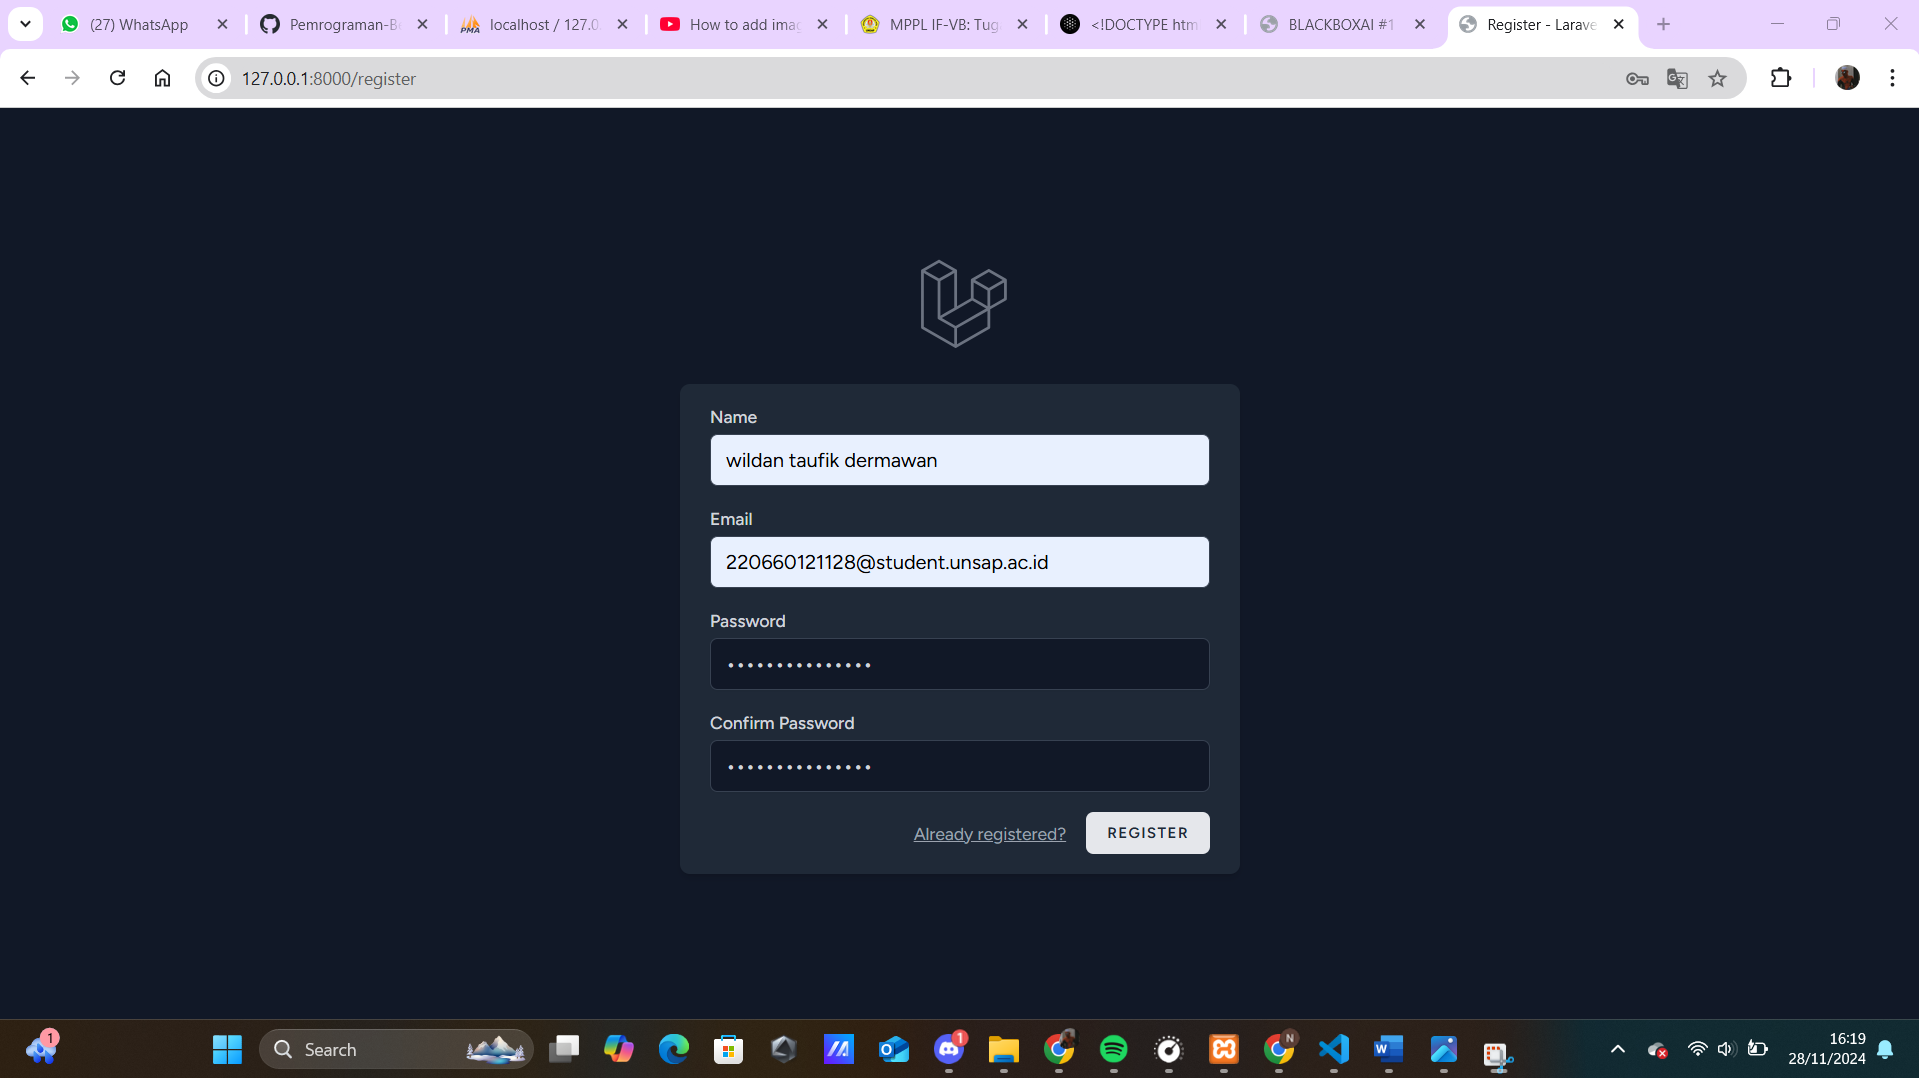 (27) WhatsApp
Pemrograman-B
localhost / 127.0.
How to add imag
MPPL IF-VB: Tug
<!DOCTYPE htm
BLACKBOXAI #1
Register - Larave
127.0.0.1:8000/register
Name
wildan taufik dermawan
Email
220660121128@student.unsap.ac.id
Password
•••••••••••••••
Confirm Password
•••••••••••••••
Already registered?
REGISTER
1
Search
1
N
16:19
28/11/2024